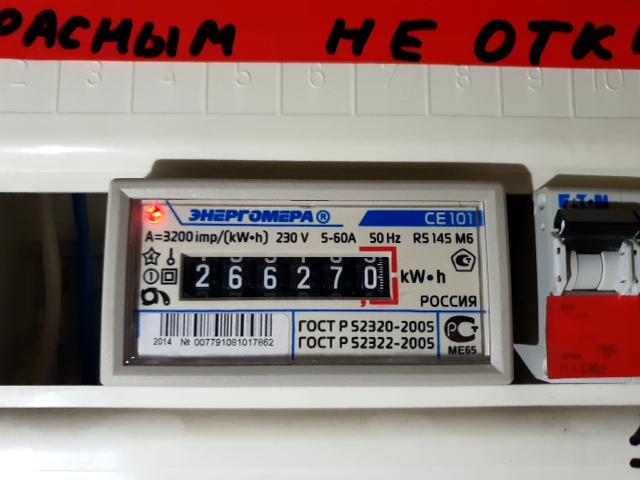 РАСНЫМ НЕ ОТК
2 3 4 5 6 7 8 9 10
ЭНЕРГОМЕРА® CE101
A=3200 imp/(kW•h) 230 V 5-60A 50 Hz R5 145 M6
266270 kW•h
РОССИЯ
ГОСТ Р 52320-2005
ГОСТ Р 52322-2005
2014 № 007791081017862
РСТ
ME65
EATON